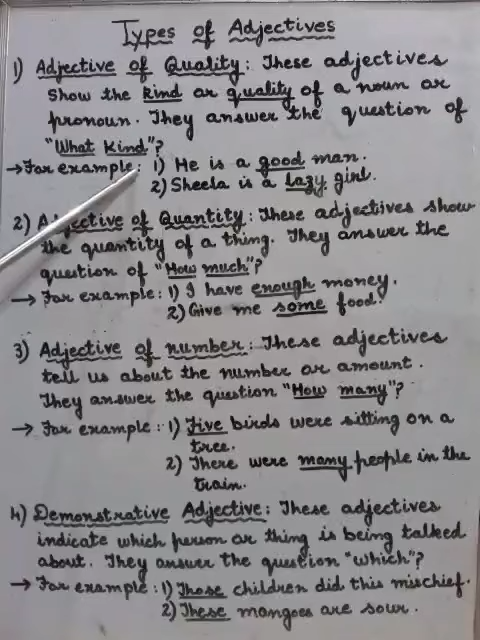 Types of Adjectives
1) Adjective of Quality: These adjectives
show the kind or quality of a noun or
pronoun. They answer the question of
"What Kind"?
→ For example: 1) He is a good man.
2) Sheela is a lazy girl.
2) Adjective of Quantity: These adjectives show
the quantity of a thing. They answer the
question of "How much"?
→ For example: 1) I have enough money.
2) Give me some food.
3) Adjective of number: These adjectives
tell us about the number or amount.
They answer the question "How many"?
→ For example: 1) Five birds were sitting on a
tree.
2) There were many people in the
train.
4) Demonstrative Adjective: These adjectives
indicate which person or thing is being talked
about. They answer the question "which"?
→ For example: 1) Those children did this mischief.
2) These mangoes are sour.